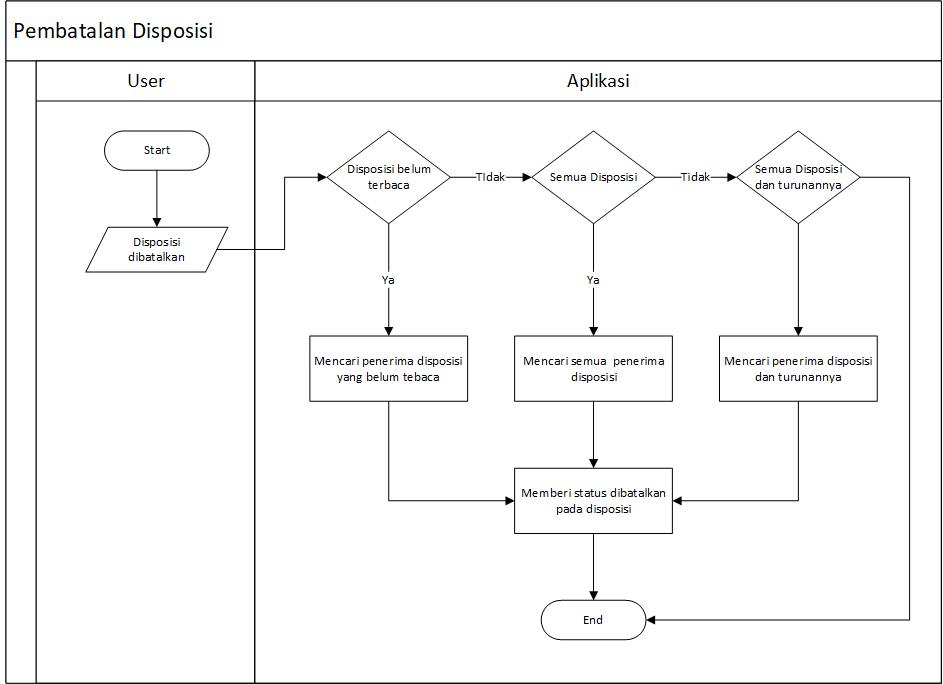 Pembatalan Disposisi
User
Aplikasi
Start
Disposisi
dibatalkan
Disposisi belum
terbaca
TIdak
Semua Disposisi
Tidak
Semua Disposisi
dan turunannya
Ya
Ya
Mencari penerima disposisi
yang belum tebaca
Mencari semua penerima
disposisi
Mencari penerima disposisi
dan turunannya
Memberi status dibatalkan
pada disposisi
End